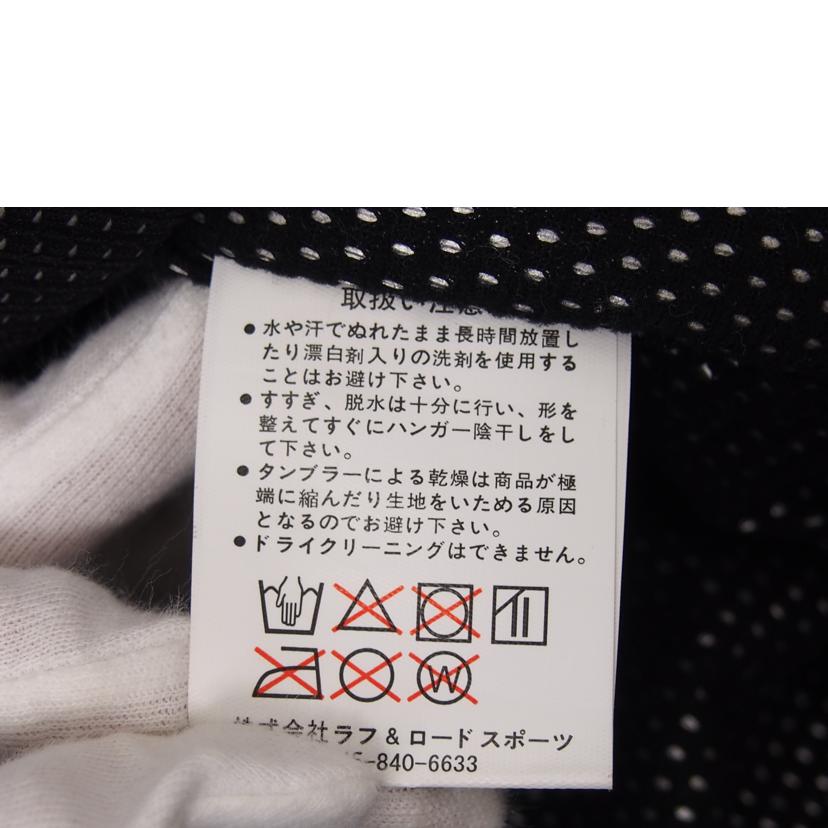 取扱い注意
●水や汗でぬれたまま長時間放置し
たり漂白剤入りの洗剤を使用する
ことはお避け下さい。
●すすぎ、脱水は十分に行い、形を
整えてすぐにハンガー陰干しをし
て下さい。
●タンブラーによる乾燥は商品が極
端に縮んだり生地をいためる原因
となるのでお避け下さい。
●ドライクリーニングはできません。
W
株式会社ラフ&ロードスポーツ
5-840-6633